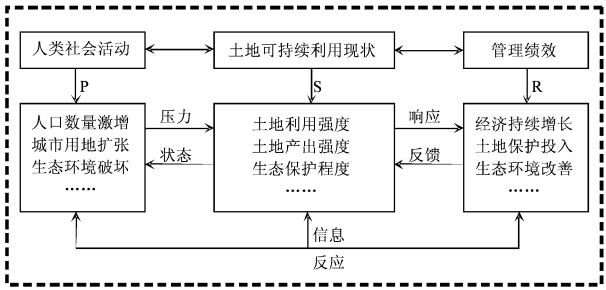 人类社会活动
土地可持续利用现状
管理绩效
P
S
R
人口数量激增
城市用地扩张
生态环境破坏
……
压力
状态
土地利用强度
土地产出强度
生态保护程度
……
响应
反馈
经济持续增长
土地保护投入
生态环境改善
……
信息
反应